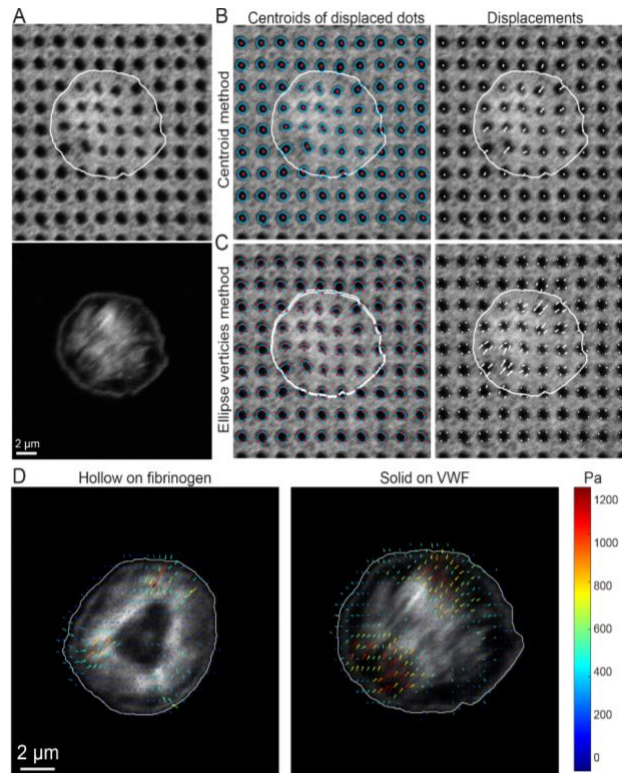 A
B
Centroids of displaced dots
Displacements
Centroid method
C
Ellipse verticies method
2 µm
D
Hollow on fibrinogen
Solid on VWF
Pa
1200
1000
800
600
400
200
0
2 µm